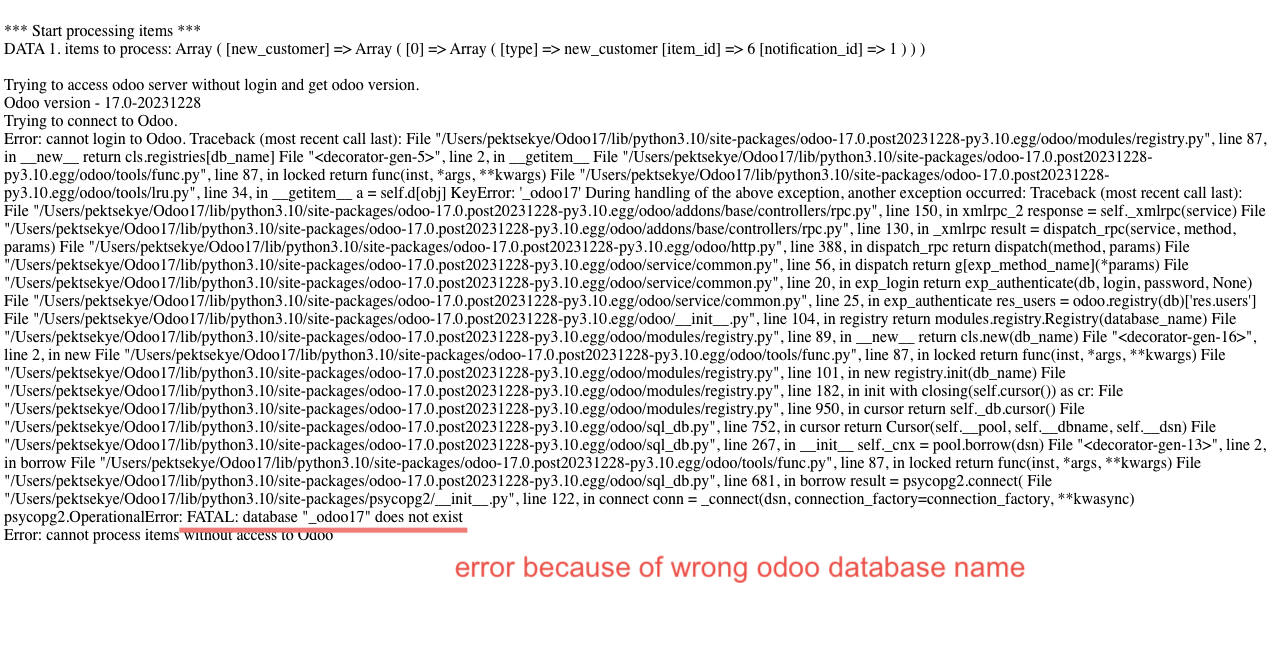 *** Start processing items ***
DATA 1. items to process: Array ( [new_customer] => Array ( [0] => Array ( [type] => new_customer [item_id] => 6 [notification_id] => 1 ) ) )
Trying to access odoo server without login and get odoo version.
Odoo version - 17.0-20231228
Trying to connect to Odoo.
Error: cannot login to Odoo. Traceback (most recent call last): File "/Users/pektsekye/Odoo17/lib/python3.10/site-packages/odoo-17.0.post20231228-py3.10.egg/odoo/modules/registry.py", line 87,
in __new__ return cls.registries[db_name] File "<decorator-gen-5>", line 2, in __getitem__ File "/Users/pektsekye/Odoo17/lib/python3.10/site-packages/odoo-17.0.post20231228-
py3.10.egg/odoo/tools/func.py", line 87, in locked return func(inst, *args, **kwargs) File "/Users/pektsekye/Odoo17/lib/python3.10/site-packages/odoo-17.0.post20231228-
py3.10.egg/odoo/tools/lru.py", line 34, in __getitem__ a = self.d[obj] KeyError: '_odoo17' During handling of the above exception, another exception occurred: Traceback (most recent call last):
File "/Users/pektsekye/Odoo17/lib/python3.10/site-packages/odoo-17.0.post20231228-py3.10.egg/odoo/addons/base/controllers/rpc.py", line 150, in xmlrpc_2 response = self._xmlrpc(service) File
"/Users/pektsekye/Odoo17/lib/python3.10/site-packages/odoo-17.0.post20231228-py3.10.egg/odoo/addons/base/controllers/rpc.py", line 130, in _xmlrpc result = dispatch_rpc(service, method,
params) File "/Users/pektsekye/Odoo17/lib/python3.10/site-packages/odoo-17.0.post20231228-py3.10.egg/odoo/http.py", line 388, in dispatch_rpc return dispatch(method, params) File
"/Users/pektsekye/Odoo17/lib/python3.10/site-packages/odoo-17.0.post20231228-py3.10.egg/odoo/service/common.py", line 56, in dispatch return g[exp_method_name](*params) File
"/Users/pektsekye/Odoo17/lib/python3.10/site-packages/odoo-17.0.post20231228-py3.10.egg/odoo/service/common.py", line 20, in exp_login return exp_authenticate(db, login, password, None)
File "/Users/pektsekye/Odoo17/lib/python3.10/site-packages/odoo-17.0.post20231228-py3.10.egg/odoo/service/common.py", line 25, in exp_authenticate res_users = odoo.registry(db)['res.users']
File "/Users/pektsekye/Odoo17/lib/python3.10/site-packages/odoo-17.0.post20231228-py3.10.egg/odoo/__init__.py", line 104, in registry return modules.registry.Registry(database_name) File
"/Users/pektsekye/Odoo17/lib/python3.10/site-packages/odoo-17.0.post20231228-py3.10.egg/odoo/modules/registry.py", line 89, in __new__ return cls.new(db_name) File "<decorator-gen-16>",
line 2, in new File "/Users/pektsekye/Odoo17/lib/python3.10/site-packages/odoo-17.0.post20231228-py3.10.egg/odoo/tools/func.py", line 87, in locked return func(inst, *args, **kwargs) File
"/Users/pektsekye/Odoo17/lib/python3.10/site-packages/odoo-17.0.post20231228-py3.10.egg/odoo/modules/registry.py", line 101, in new registry.init(db_name) File
"/Users/pektsekye/Odoo17/lib/python3.10/site-packages/odoo-17.0.post20231228-py3.10.egg/odoo/modules/registry.py", line 182, in init with closing(self.cursor()) as cr: File
"/Users/pektsekye/Odoo17/lib/python3.10/site-packages/odoo-17.0.post20231228-py3.10.egg/odoo/modules/registry.py", line 950, in cursor return self._db.cursor() File
"/Users/pektsekye/Odoo17/lib/python3.10/site-packages/odoo-17.0.post20231228-py3.10.egg/odoo/sql_db.py", line 752, in cursor return Cursor(self.__pool, self.__dbname, self.__dsn) File
"/Users/pektsekye/Odoo17/lib/python3.10/site-packages/odoo-17.0.post20231228-py3.10.egg/odoo/sql_db.py", line 267, in __init__ self._cnx = pool.borrow(dsn) File "<decorator-gen-13>", line 2,
in borrow File "/Users/pektsekye/Odoo17/lib/python3.10/site-packages/odoo-17.0.post20231228-py3.10.egg/odoo/tools/func.py", line 87, in locked return func(inst, *args, **kwargs) File
"/Users/pektsekye/Odoo17/lib/python3.10/site-packages/odoo-17.0.post20231228-py3.10.egg/odoo/sql_db.py", line 681, in borrow result = psycopg2.connect( File
"/Users/pektsekye/Odoo17/lib/python3.10/site-packages/psycopg2/__init__.py", line 122, in connect conn = _connect(dsn, connection_factory=connection_factory, **kwasync)
psycopg2.OperationalError: FATAL: database "_odoo17" does not exist
Error: cannot process items without access to Odoo
error because of wrong odoo database name